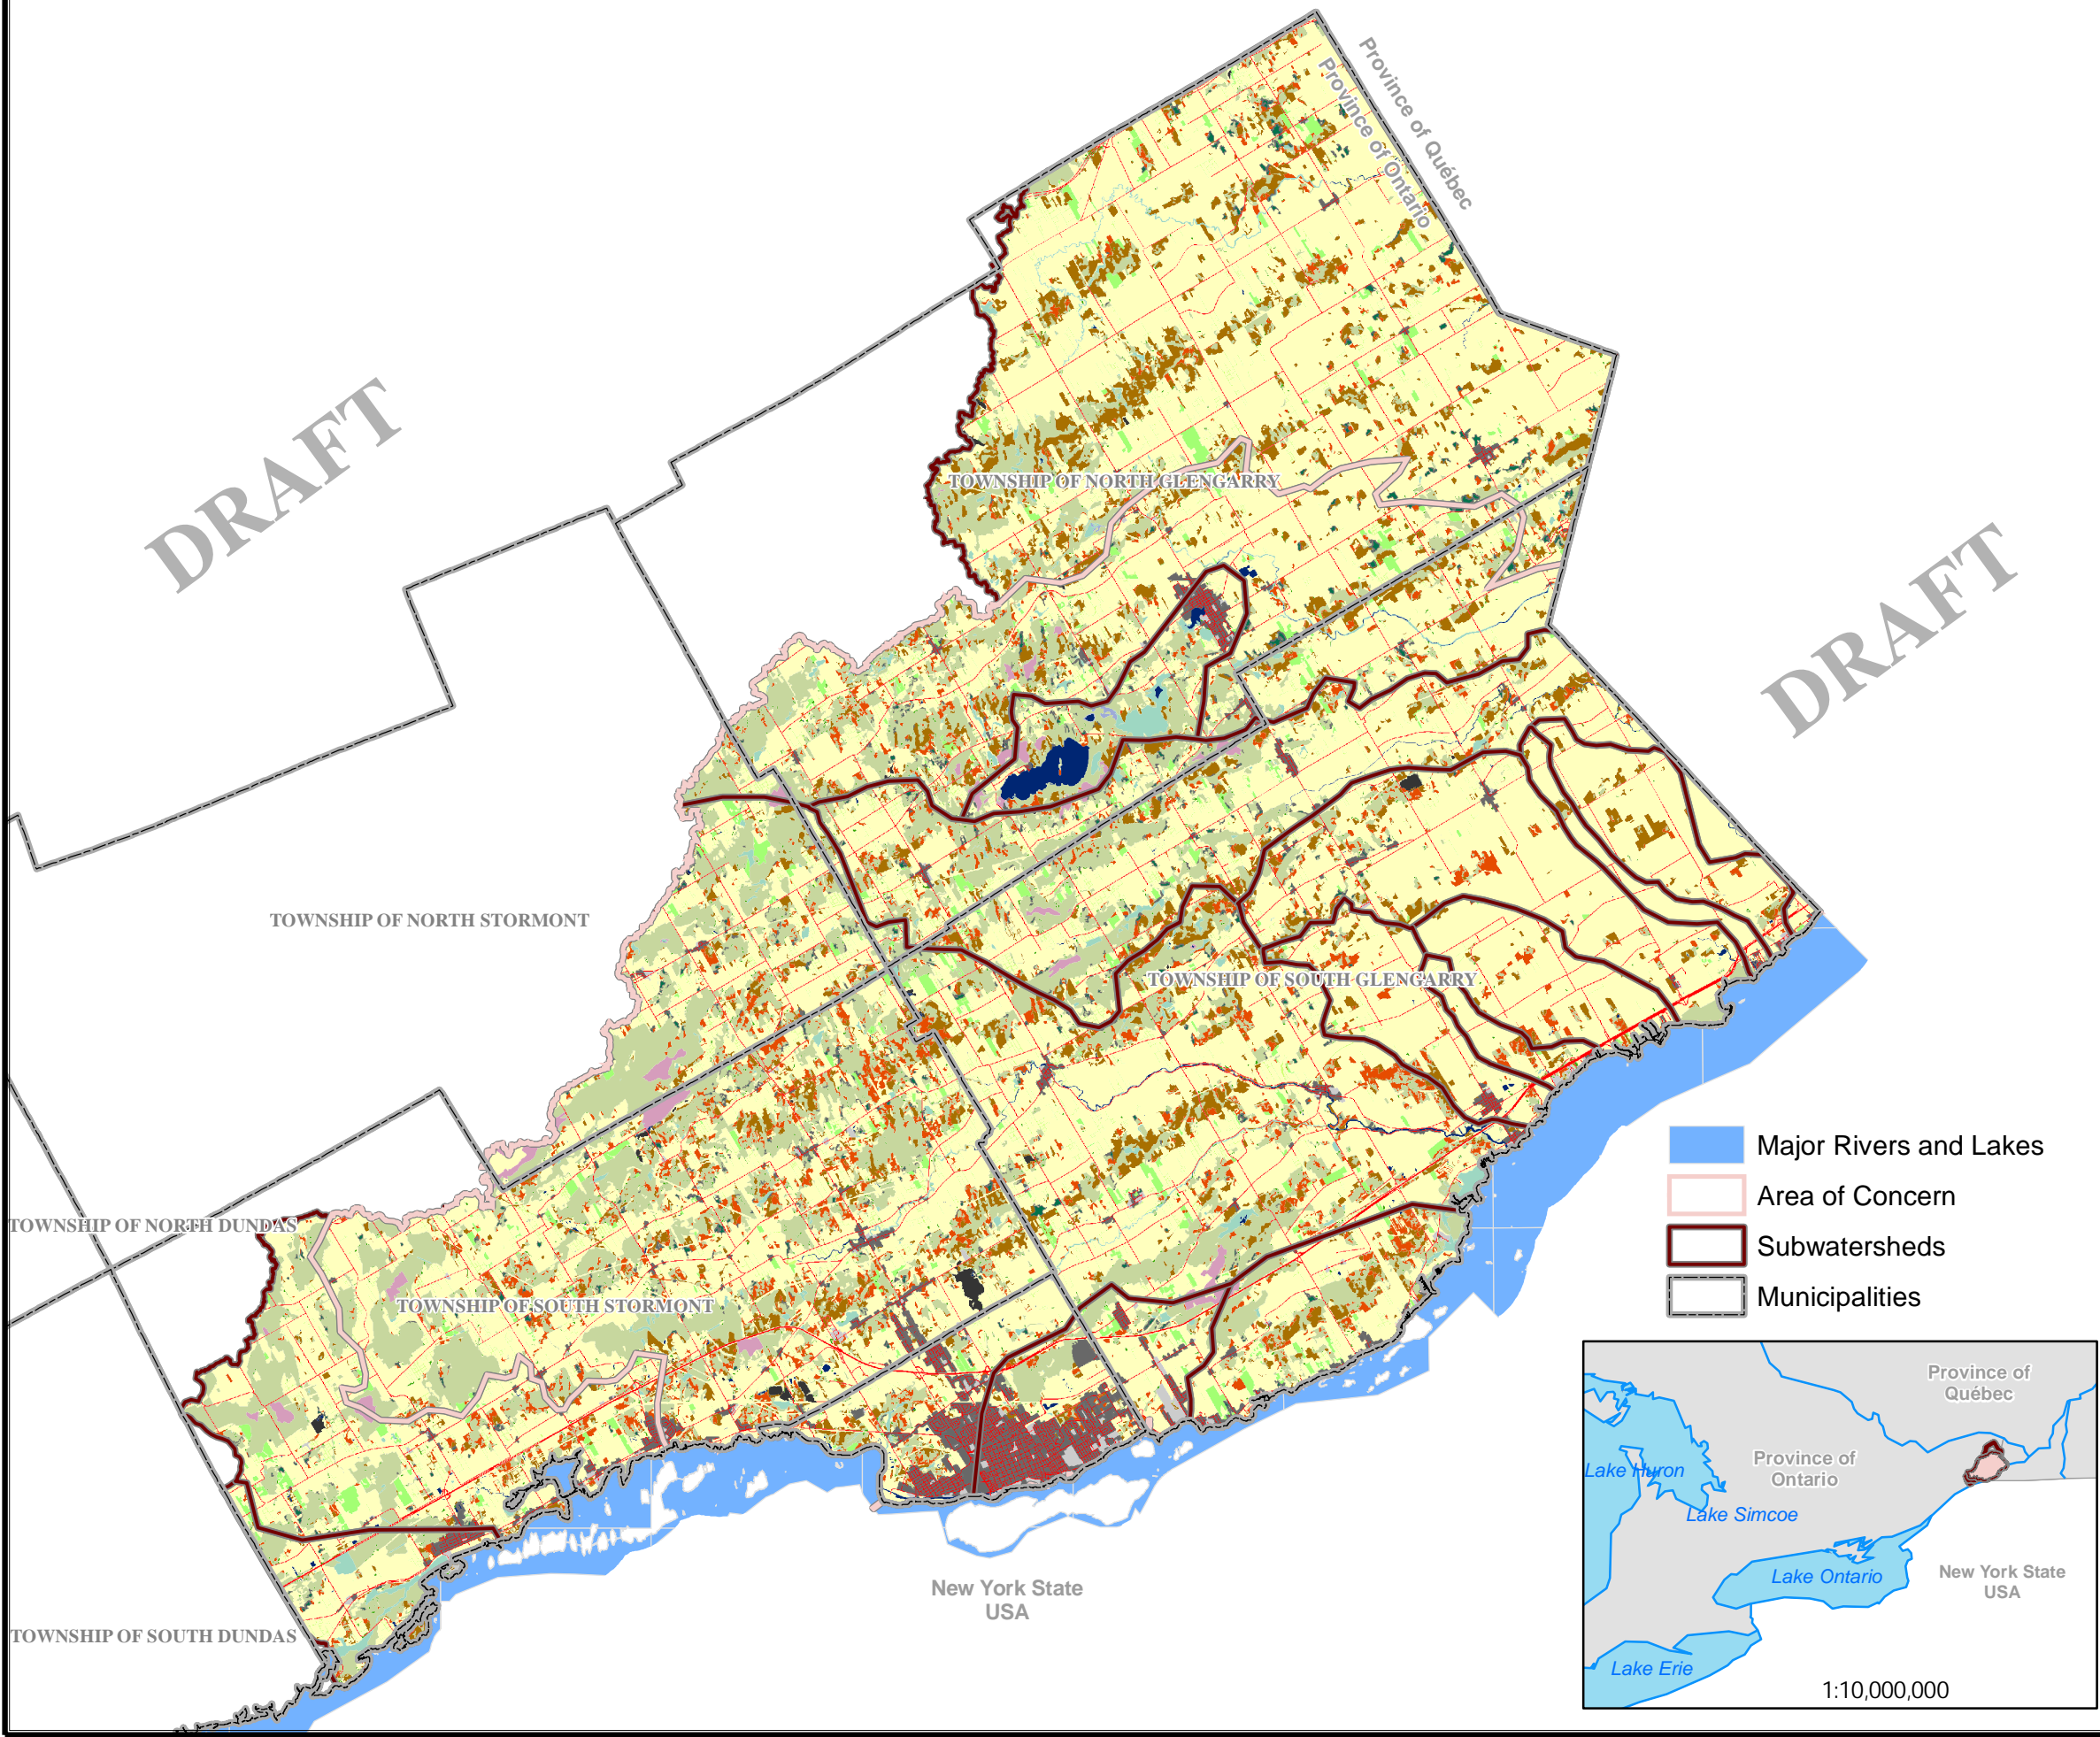 Province of Québec
Province of Ontario
DRAFT
TOWNSHIP OF NORTH GLENGARRY
DRAFT
TOWNSHIP OF NORTH STORMONT
TOWNSHIP OF SOUTH GLENGARRY
Major Rivers and Lakes
Area of Concern
Subwatersheds
Municipalities
TOWNSHIP OF NORTH DUNDAS
TOWNSHIP OF SOUTH STORMONT
TOWNSHIP OF SOUTH DUNDAS
New York State
USA
Province of
Québec
Province of
Ontario
Lake Huron
Lake Simcoe
Lake Ontario
New York State
USA
Lake Erie
1:10,000,000